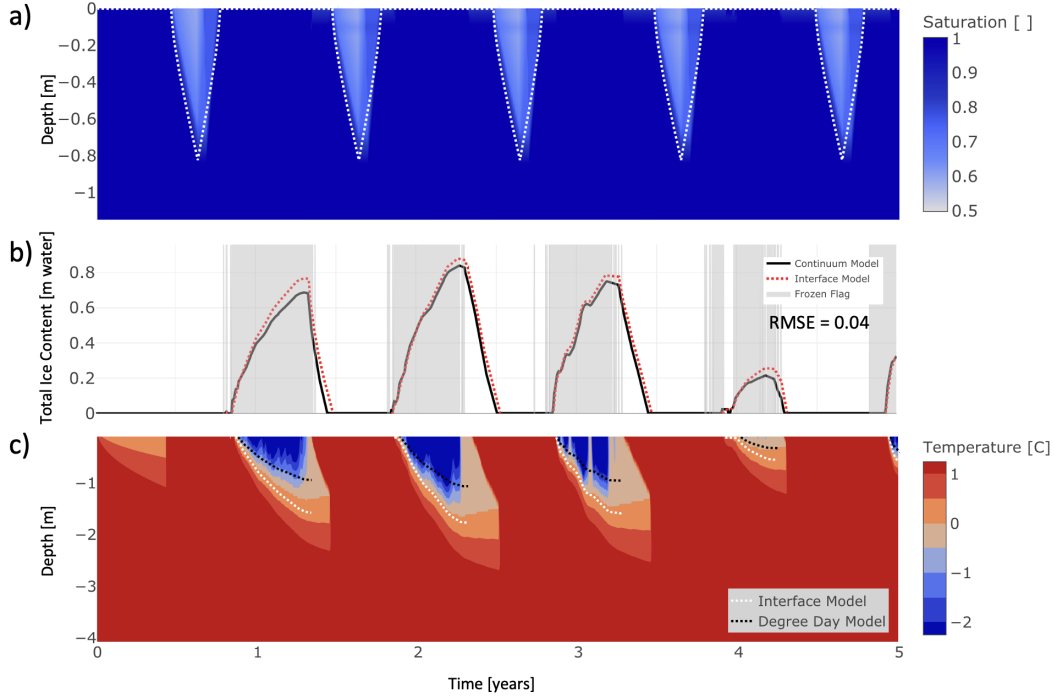 a)
0
−0.2
−0.4
−0.6
−0.8
−1
Depth [m]
Saturation [ ]
1
0.9
0.8
0.7
0.6
0.5
b)
0.8
0.6
0.4
0.2
0
Total Ice Content [m water]
Continuum Model
Interface Model
Frozen Flag
RMSE = 0.04
c)
−1
−2
−3
−4
Depth [m]
Interface Model
Degree Day Model
Temperature [C]
1
0
−1
−2
0
1
2
3
4
5
Time [years]